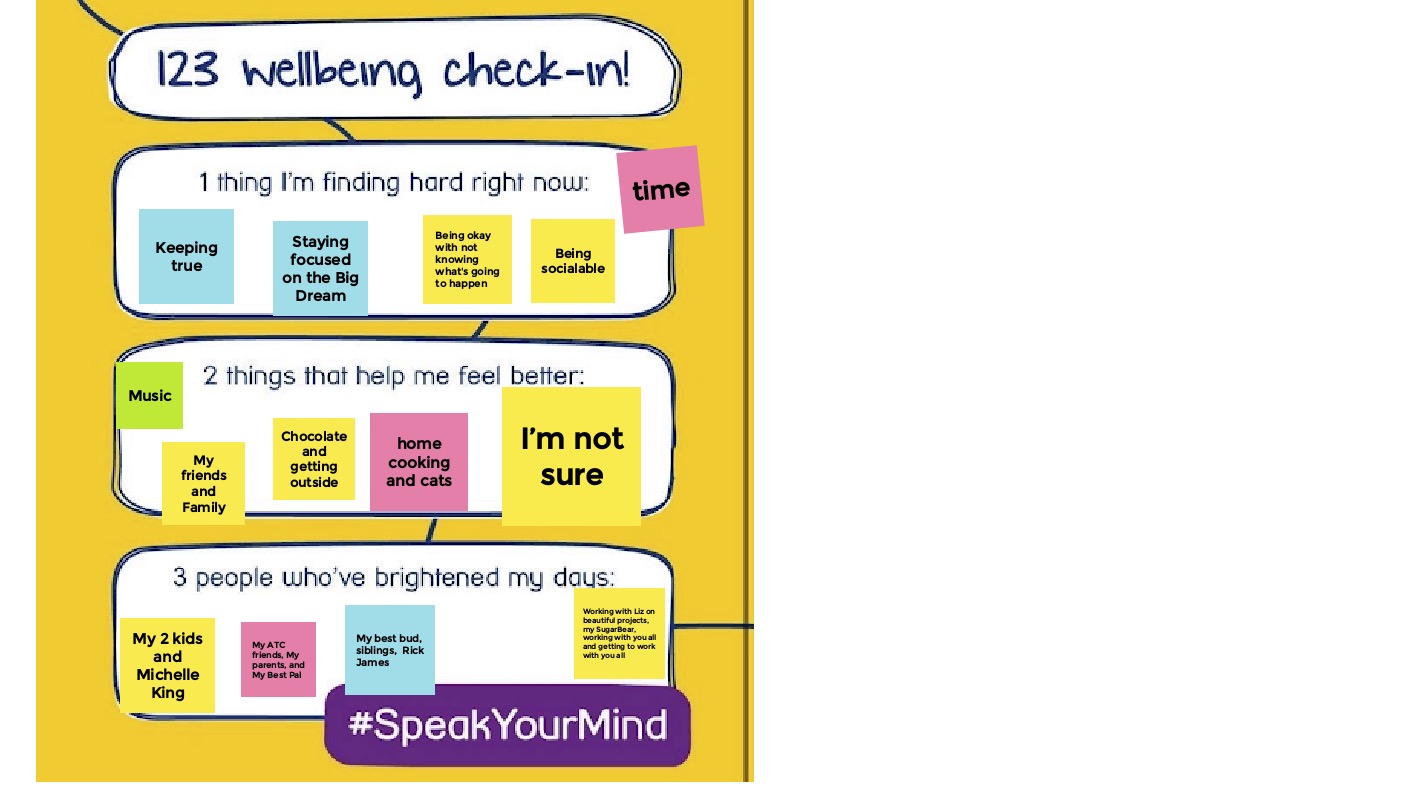 123 wellbeing check-in!
1 thing I'm finding hard right now:
time
Keeping
true
Staying
focused
on the Big
Dream
Being okay
with not
knowing
what's going
to happen
Being
socialable
2 things that help me feel better:
Music
My
friends
and
Family
Chocolate
and
getting
outside
home
cooking
and cats
I'm not
sure
3 people who've brightened my days:
My 2 kids
and
Michelle
King
My ATC
friends, My
parents, and
My Best Pal
My best bud,
siblings, Rick
James
Working with Liz on
beautiful projects,
my SugarBear,
working with you all
and getting to work
with you all
#SpeakYourMind